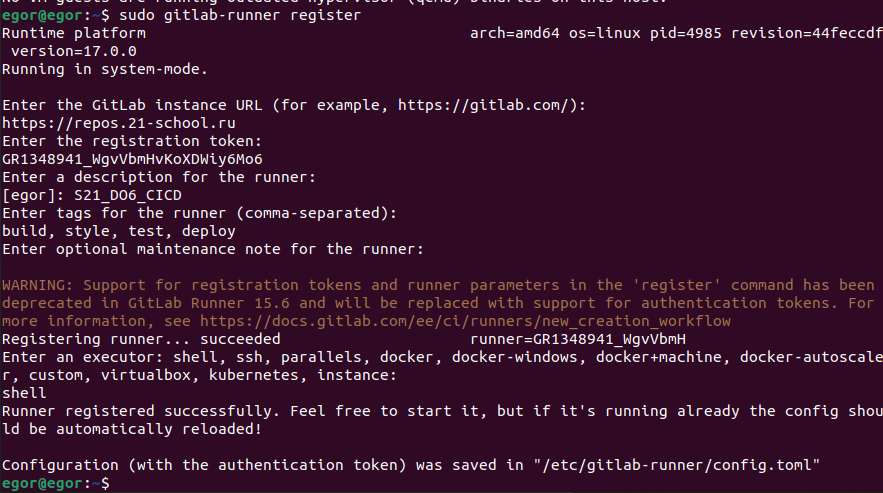 egor@egor:~$ sudo gitlab-runner register
Runtime platform                                    arch=amd64 os=linux pid=4985 revision=44feccdf
 version=17.0.0
Running in system-mode.
Enter the GitLab instance URL (for example, https://gitlab.com/):
https://repos.21-school.ru
Enter the registration token:
GR1348941_WgvVbmHvKoXDWiy6Mo6
Enter a description for the runner:
[egor]: S21_DO6_CICD
Enter tags for the runner (comma-separated):
build, style, test, deploy
Enter optional maintenance note for the runner:
WARNING: Support for registration tokens and runner parameters in the 'register' command has been
deprecated in GitLab Runner 15.6 and will be replaced with support for authentication tokens. For
more information, see https://docs.gitlab.com/ee/ci/runners/new_creation_workflow
Registering runner... succeeded                     runner=GR1348941_WgvVbmH
Enter an executor: shell, ssh, parallels, docker, docker-windows, docker+machine, docker-autoscale
r, custom, virtualbox, kubernetes, instance:
shell
Runner registered successfully. Feel free to start it, but if it's running already the config shou
ld be automatically reloaded!
Configuration (with the authentication token) was saved in "/etc/gitlab-runner/config.toml"
egor@egor:~$